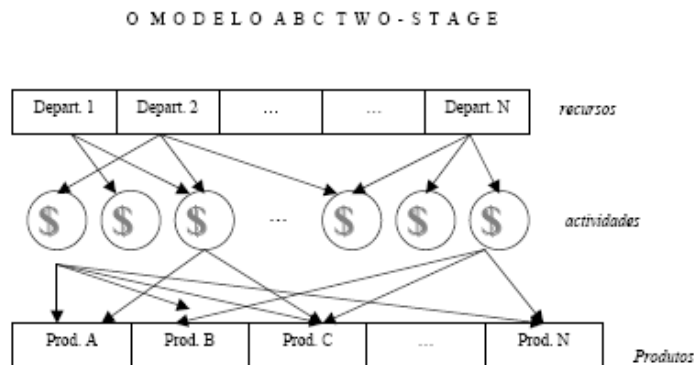 O MODELO ABC TWO-STAGE
Depart. 1 Depart. 2 ... ... Depart. N recursos
$ $ $ ... $ $ $ actividades
Prod. A Prod. B Prod. C ... Prod. N
Produtos